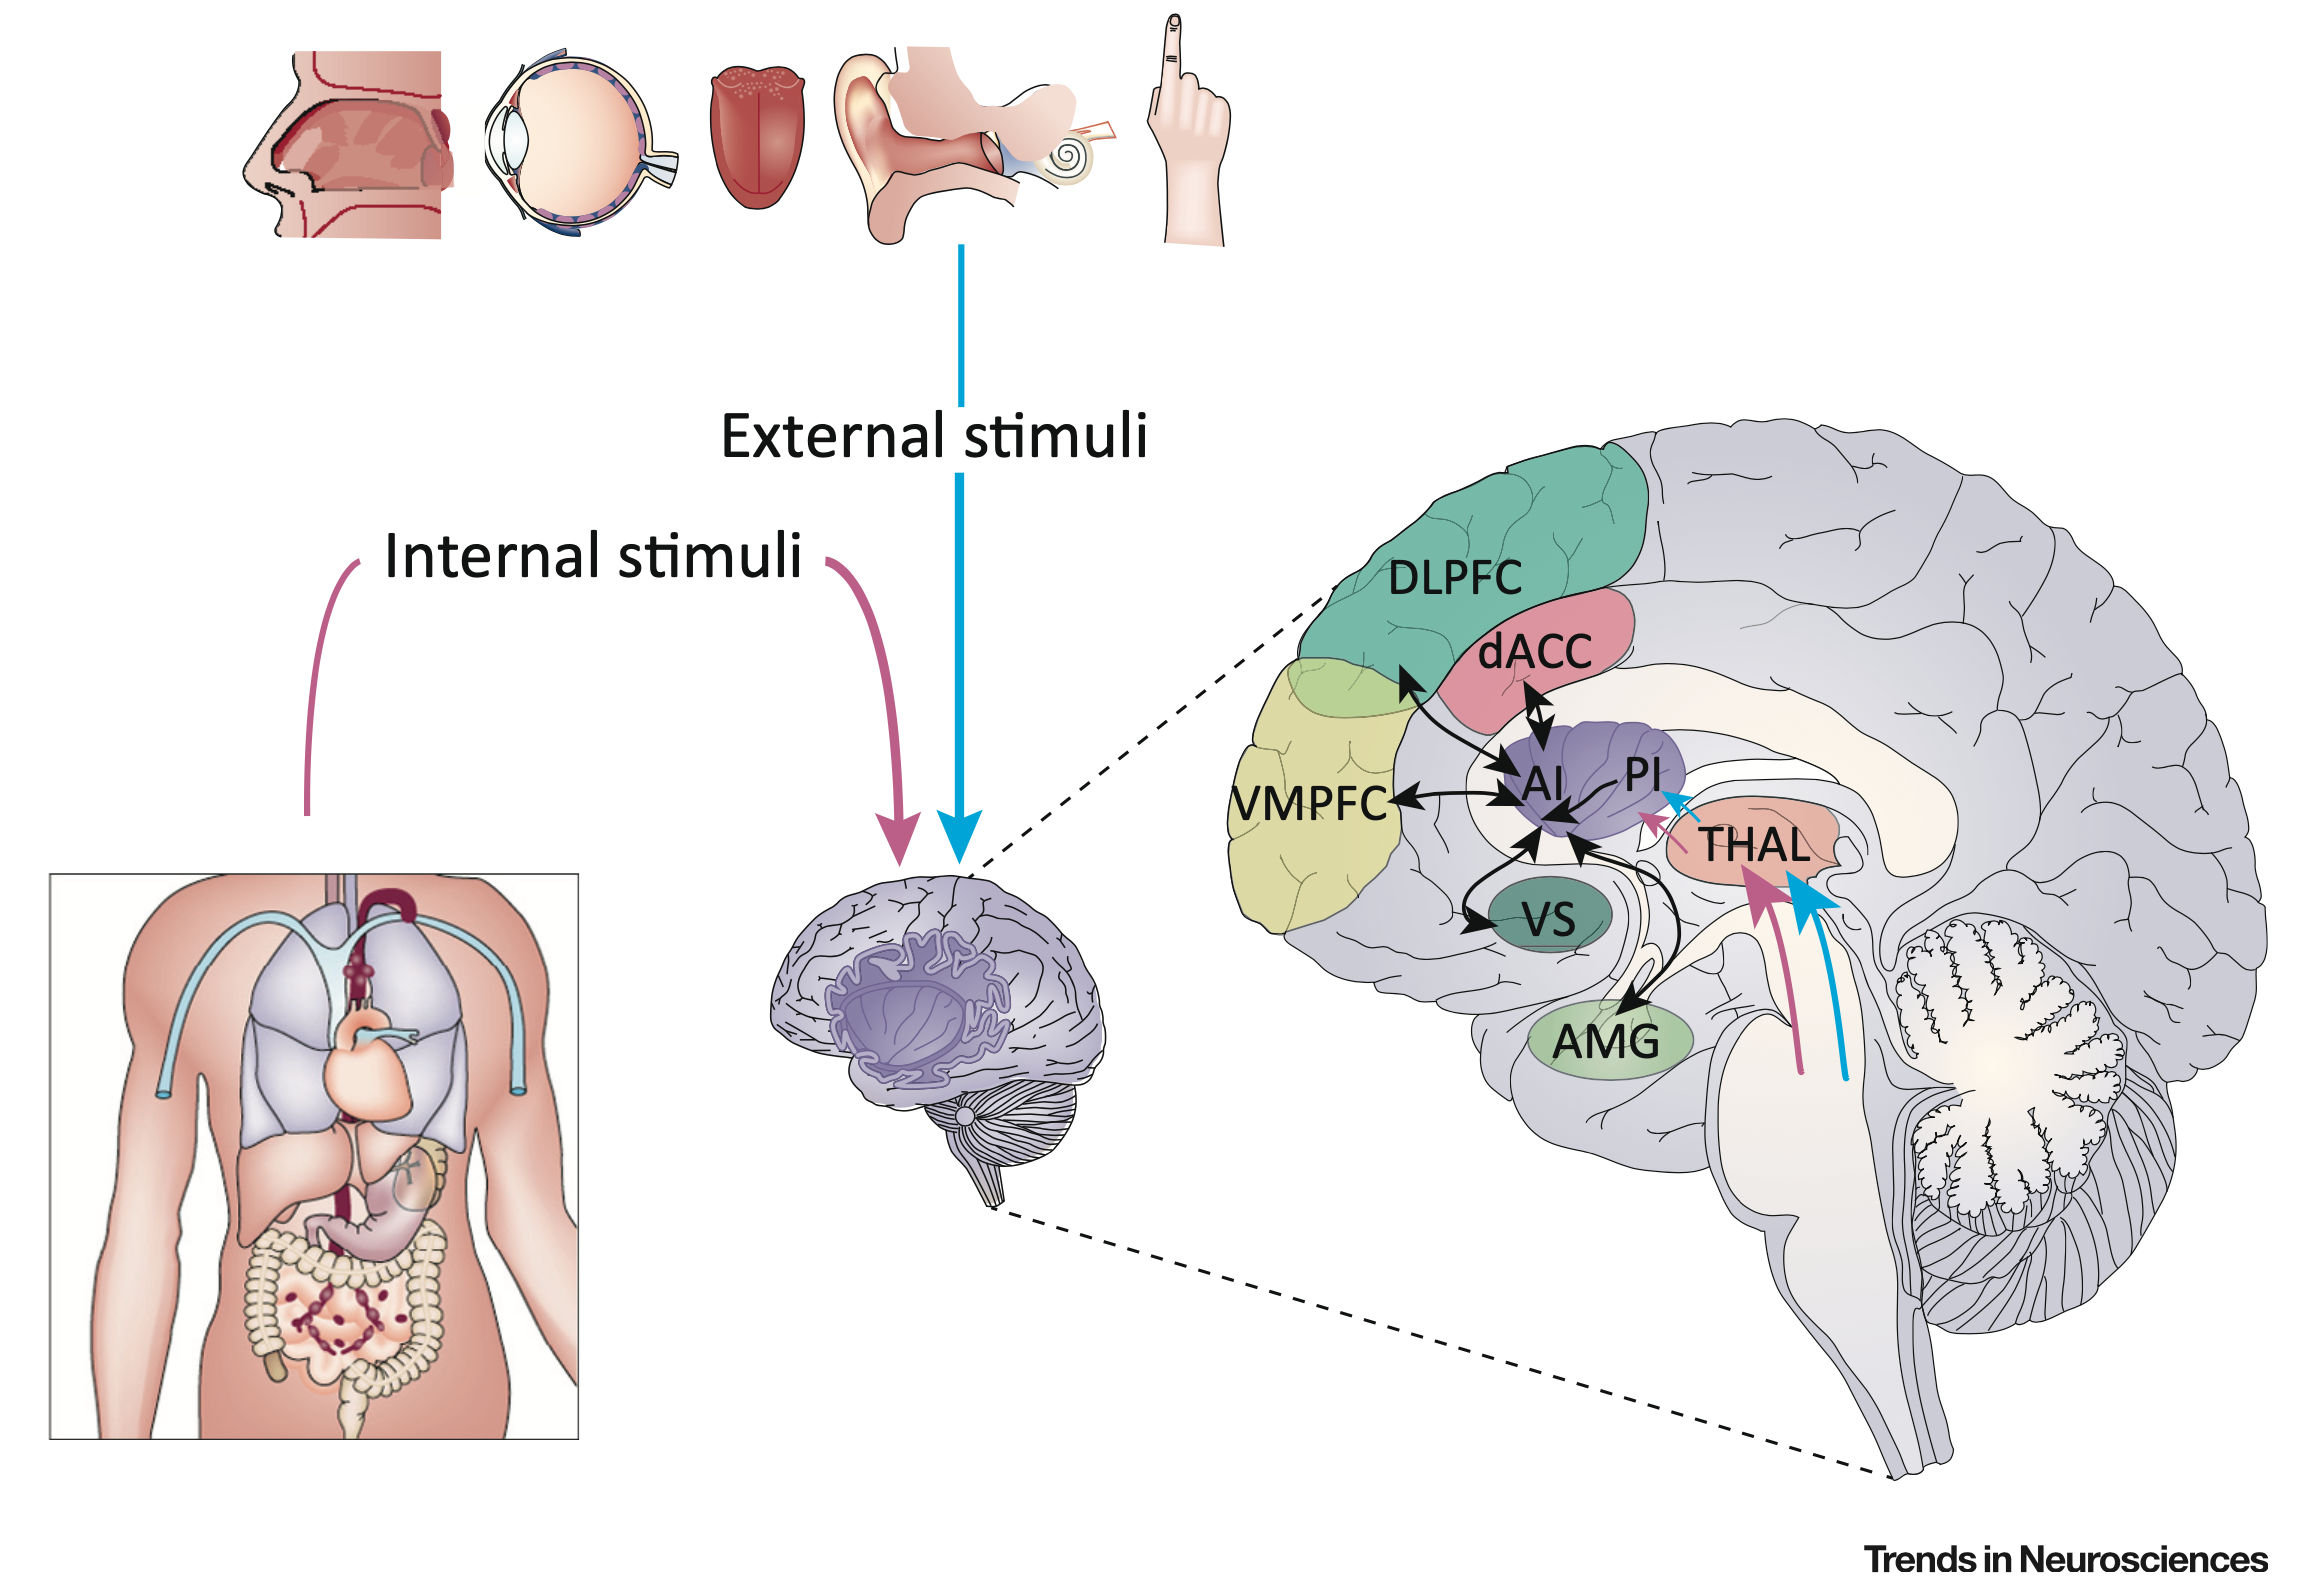 External stimuli
Internal stimuli
DLPFC
dACC
AI
PI
VMPFC
THAL
VS
AMG
Trends in Neurosciences